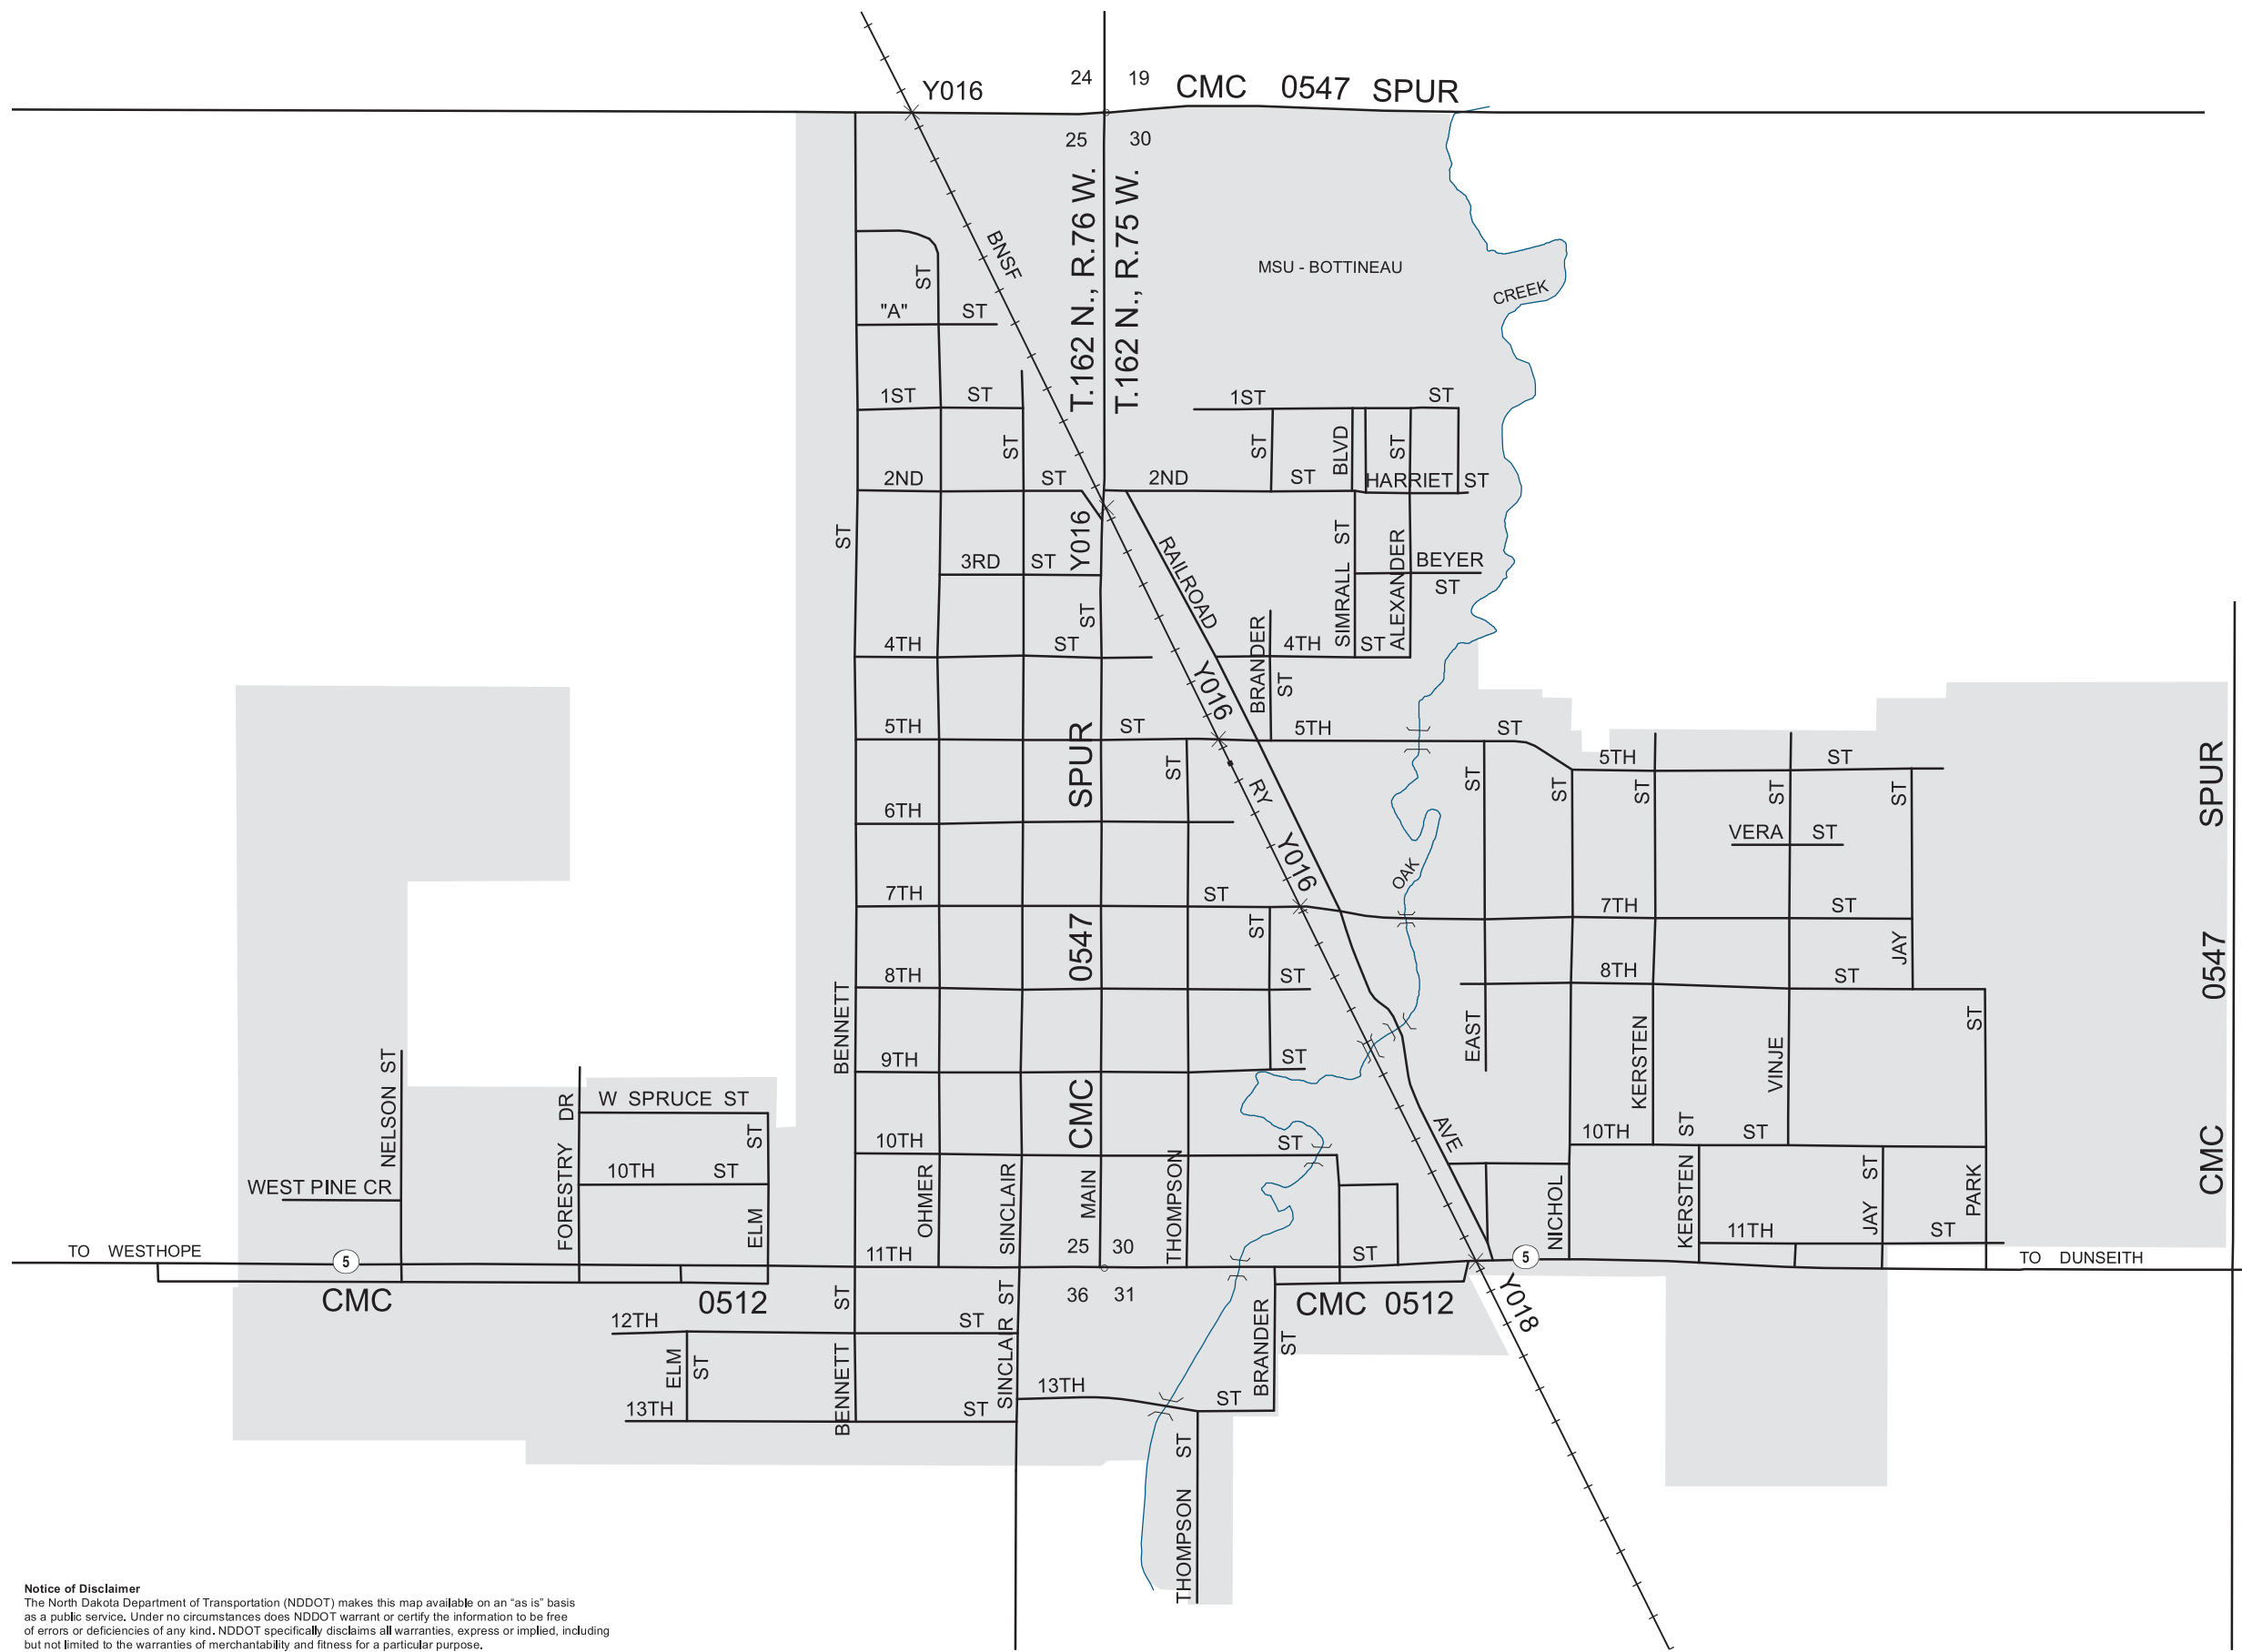 Y016
24 19
CMC 0547 SPUR
25 30
T.162 N., R.76 W.
T.162 N., R.75 W.
BNSF
MSU - BOTTINEAU
CREEK
ST
"A" ST
1ST ST
1ST ST
ST
ST
BLVD
ST
2ND ST
2ND ST
HARRIET ST
ST
Y016
RAILROAD
SIMRALL ST
ALEXANDER
3RD ST
BEYER
ST
ST
BRANDER
ST
4TH ST
4TH ST
Y016
5TH ST
5TH ST
5TH ST
SPUR
ST
RY
ST
ST
ST
ST
ST
SPUR
6TH
VERA ST
Y016
OAK
7TH ST
7TH ST
0547
ST
JAY
0547
8TH ST
8TH ST
BENNETT
EAST
KERSTEN
VINJE
ST
9TH ST
NELSON ST
FORESTRY DR
W SPRUCE ST
ST
CMC
AVE
CMC
10TH ST
10TH ST
ST
10TH ST
WEST PINE CR
ELM
OHMER
SINCLAIR
MAIN
THOMPSON
NICHOL
KERSTEN
JAY ST
PARK
11TH ST
TO WESTHOPE
5
11TH
25 30
ST
5
TO DUNSEITH
CMC 0512
ST
SINCLAIR ST
36 31
CMC 0512
Y018
12TH ST
BRANDER
ST
ELM
ST
BENNETT
13TH ST
13TH ST
THOMPSON ST
Notice of Disclaimer
The North Dakota Department of Transportation (NDDOT) makes this map available on an "as is" basis
as a public service. Under no circumstances does NDDOT warrant or certify the information to be free
of errors or deficiencies of any kind. NDDOT specifically disclaims all warranties, express or implied, including
but not limited to the warranties of merchantability and fitness for a particular purpose.